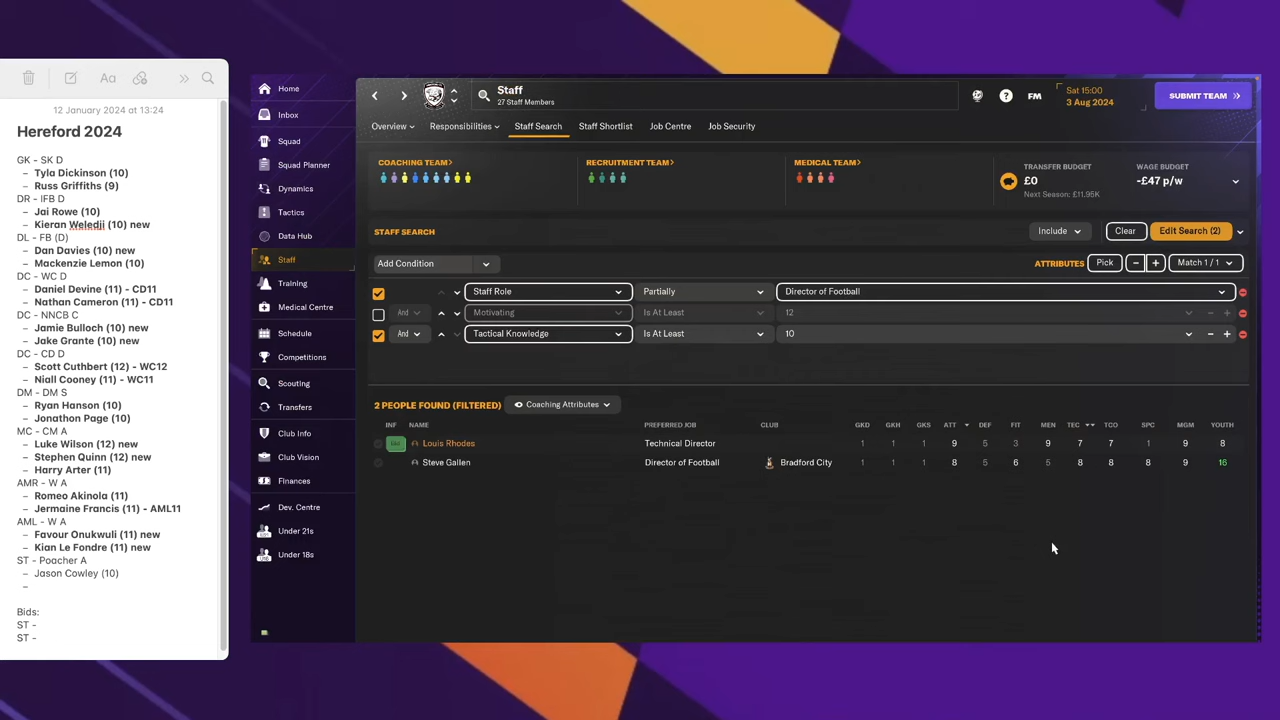 12 January 2024 at 13:24
Hereford 2024
GK - SK D
– Tyla Dickinson (10)
– Russ Griffiths (9)
DR - IFB D
– Jai Rowe (10)
– Kieran Weledji (10) new
DL - FB (D)
– Dan Davies (10) new
– Mackenzie Lemon (10)
DC - WC D
– Daniel Devine (11) - CD11
– Nathan Cameron (11) - CD11
DC - NNCB C
– Jamie Bulloch (10) new
– Jake Grante (10) new
DC - CD D
– Scott Cuthbert (12) - WC12
– Niall Cooney (11) - WC11
DM - DM S
– Ryan Hanson (10)
– Jonathon Page (10)
MC - CM A
– Luke Wilson (12) new
– Stephen Quinn (12) new
– Harry Arter (11)
AMR - W A
– Romeo Akinola (11)
– Jermaine Francis (11) - AML11
AML - W A
– Favour Onukwuli (11) new
– Kian Le Fondre (11) new
ST - Poacher A
– Jason Cowley (10)
–
Bids:
ST -
ST -
Home
Inbox
Squad
Squad Planner
Dynamics
Tactics
Data Hub
Staff
Training
Medical Centre
Schedule
Competitions
Scouting
Transfers
Club Info
Club Vision
Finances
Dev. Centre
Under 21s
Under 18s
Staff
27 Staff Members
FM
Sat 15:00
3 Aug 2024
SUBMIT TEAM
Overview Responsibilities Staff Search Staff Shortlist Job Centre Job Security
COACHING TEAM> RECRUITMENT TEAM> MEDICAL TEAM>
TRANSFER BUDGET WAGE BUDGET
£0 -£47 p/w
Next Season: £11.95K
STAFF SEARCH Include Clear Edit Search (2)
Add Condition ATTRIBUTES Pick - + Match 1 / 1
Staff Role Partially Director of Football
And Motivating Is At Least 12
And Tactical Knowledge Is At Least 10
2 PEOPLE FOUND (FILTERED) Coaching Attributes
INF NAME PREFERRED JOB CLUB GKD GKH GKS ATT DEF FIT MEN TEC TCO SPC MGM YOUTH
Louis Rhodes Technical Director 1 1 1 9 5 3 9 7 7 1 9 8
Steve Gallen Director of Football Bradford City 1 1 1 8 5 6 5 8 8 8 9 16